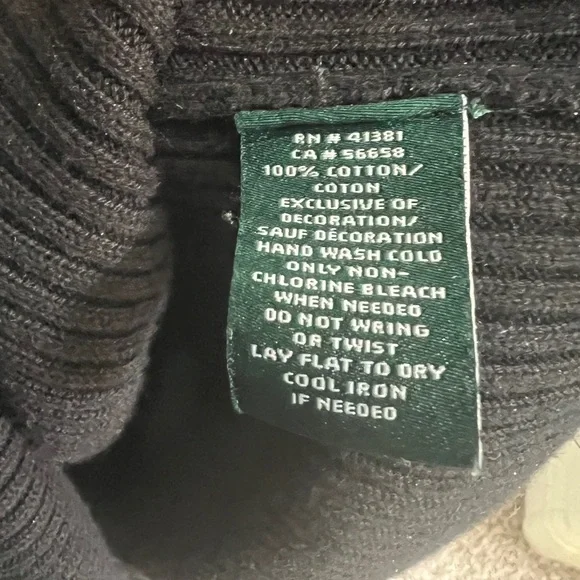 RN # 41381
CA # 56658
100% COTTON/
COTON
EXCLUSIVE OF
DECORATION/
SAUF DÉCORATION
HAND WASH COLD
ONLY NON-
CHLORINE BLEACH
WHEN NEEDED
DO NOT WRING
OR TWIST
LAY FLAT TO DRY
COOL IRON
IF NEEDED